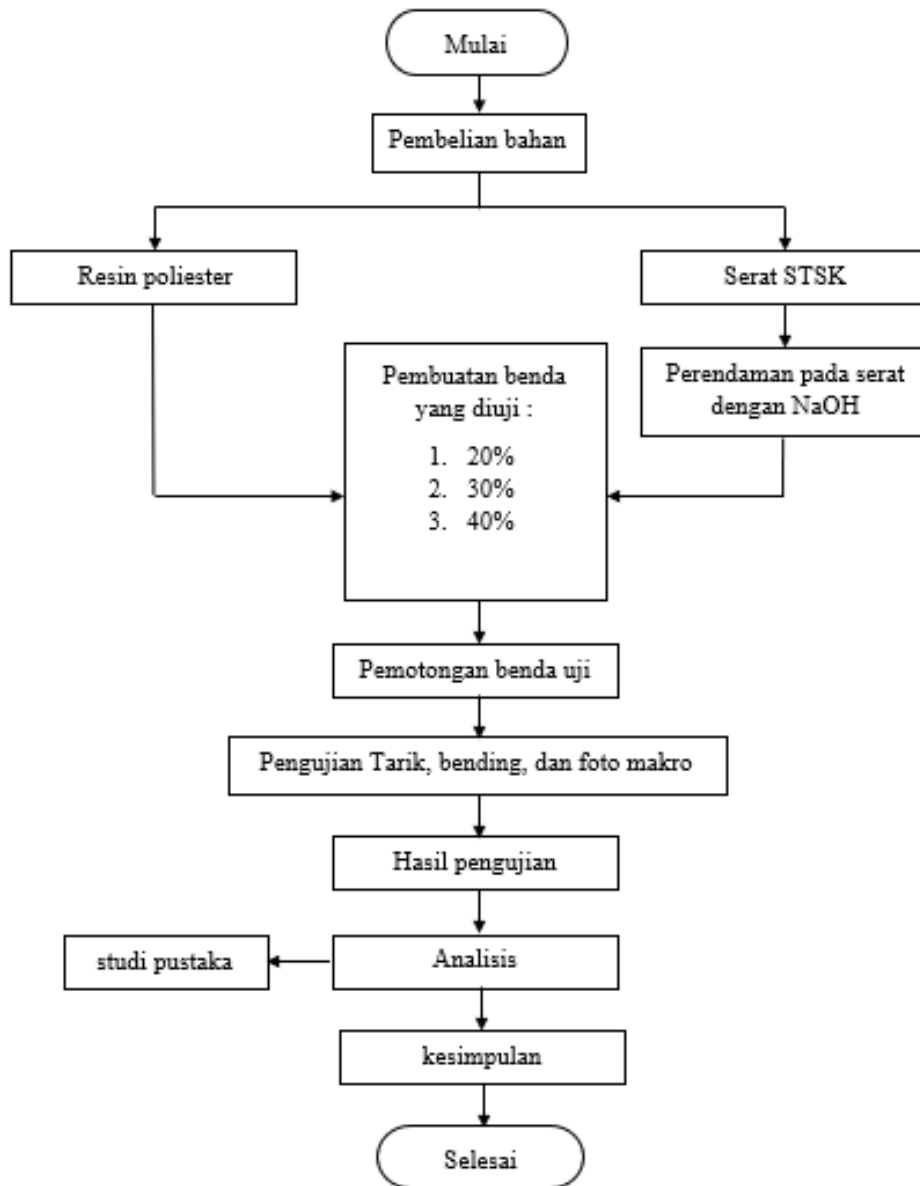 Mulai
Pembelian bahan
Resin poliester
Serat STSK
Pembuatan benda
yang diuji :
1. 20%
2. 30%
3. 40%
Perendaman pada serat
dengan NaOH
Pemotongan benda uji
Pengujian Tarik, bending, dan foto makro
Hasil pengujian
studi pustaka
Analisis
kesimpulan
Selesai